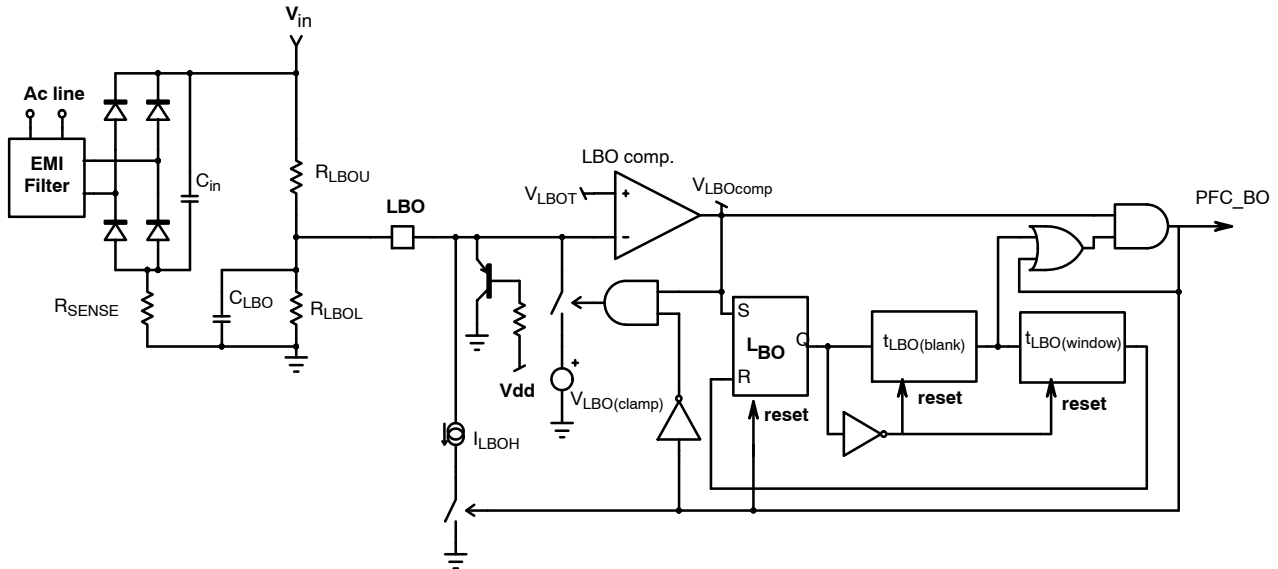 Vin
Ac line
EMI
Filter
Cin
RLBOU
LBO
RSENSE
CLBO
RLBOL
LBO comp.
VLBOT
+
−
VLBOcomp
PFC_BO
Vdd
+
VLBO(clamp)
ILBOH
S
LBO
Q
R
reset
tLBO(blank)
reset
tLBO(window)
reset